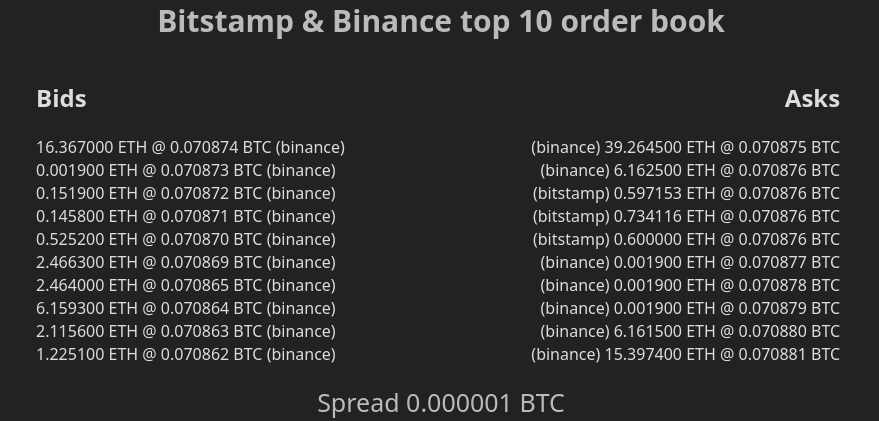 Bitstamp & Binance top 10 order book
Bids
Asks
16.367000 ETH @ 0.070874 BTC (binance)
(binance) 39.264500 ETH @ 0.070875 BTC
0.001900 ETH @ 0.070873 BTC (binance)
(binance) 6.162500 ETH @ 0.070876 BTC
0.151900 ETH @ 0.070872 BTC (binance)
(bitstamp) 0.597153 ETH @ 0.070876 BTC
0.145800 ETH @ 0.070871 BTC (binance)
(bitstamp) 0.734116 ETH @ 0.070876 BTC
0.525200 ETH @ 0.070870 BTC (binance)
(bitstamp) 0.600000 ETH @ 0.070876 BTC
2.466300 ETH @ 0.070869 BTC (binance)
(binance) 0.001900 ETH @ 0.070877 BTC
2.464000 ETH @ 0.070865 BTC (binance)
(binance) 0.001900 ETH @ 0.070878 BTC
6.159300 ETH @ 0.070864 BTC (binance)
(binance) 0.001900 ETH @ 0.070879 BTC
2.115600 ETH @ 0.070863 BTC (binance)
(binance) 6.161500 ETH @ 0.070880 BTC
1.225100 ETH @ 0.070862 BTC (binance)
(binance) 15.397400 ETH @ 0.070881 BTC
Spread 0.000001 BTC